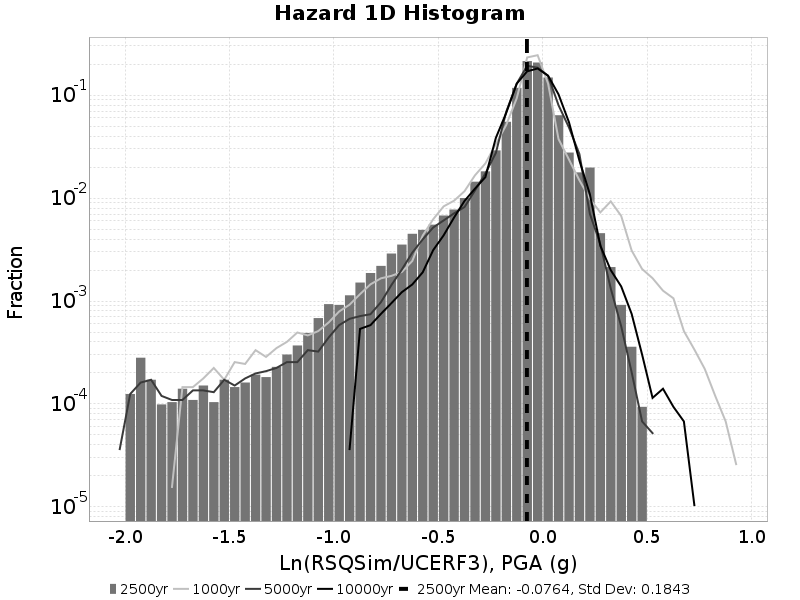 Hazard 1D Histogram
Fraction
10-1
10-2
10-3
10-4
10-5
-2.0 -1.5 -1.0 -0.5 0.0 0.5 1.0
Ln(RSQSim/UCERF3), PGA (g)
2500yr 1000yr 5000yr 10000yr 2500yr Mean: -0.0764, Std Dev: 0.1843